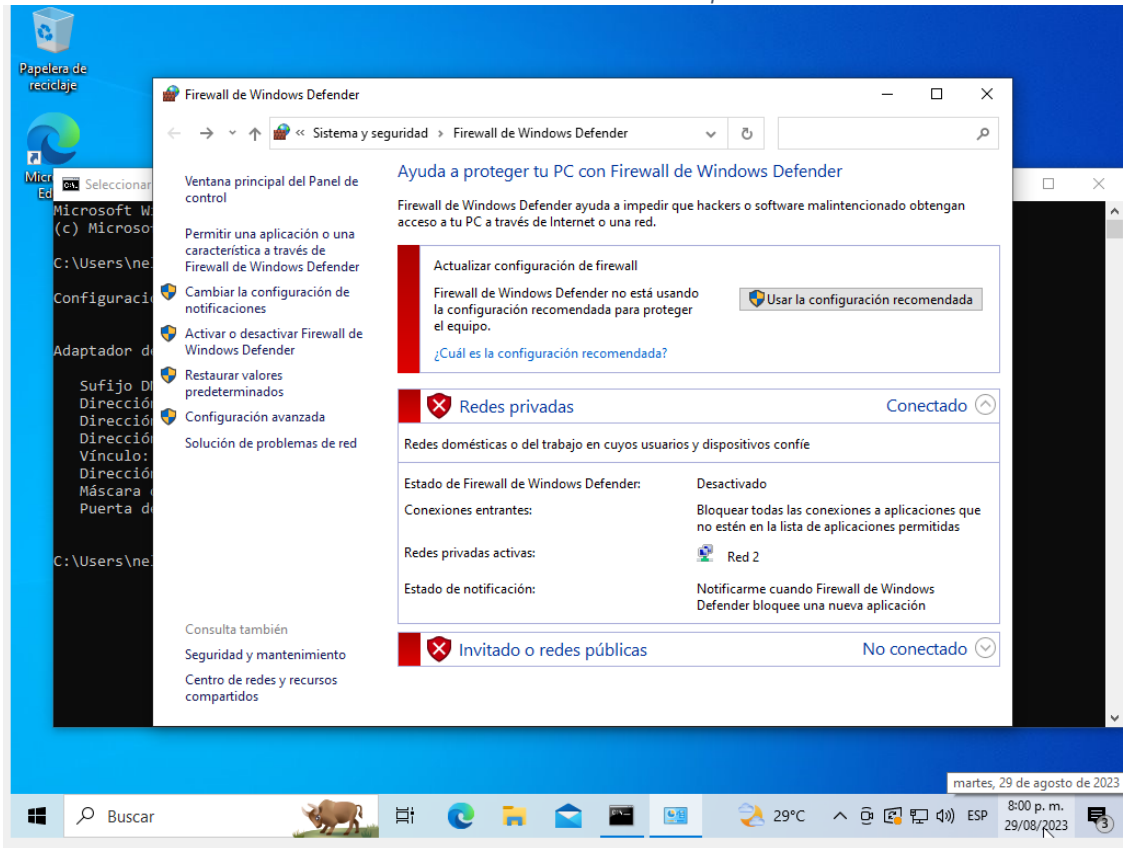 Papelera de
reciclaje
Firewall de Windows Defender
« Sistema y seguridad › Firewall de Windows Defender
Ventana principal del Panel de
control
Permitir una aplicación o una
característica a través de
Firewall de Windows Defender
Cambiar la configuración de
notificaciones
Activar o desactivar Firewall de
Windows Defender
Restaurar valores
predeterminados
Configuración avanzada
Solución de problemas de red
Consulta también
Seguridad y mantenimiento
Centro de redes y recursos
compartidos
Ayuda a proteger tu PC con Firewall de Windows Defender
Firewall de Windows Defender ayuda a impedir que hackers o software malintencionado obtengan
acceso a tu PC a través de Internet o una red.
Actualizar configuración de firewall
Firewall de Windows Defender no está usando
la configuración recomendada para proteger
el equipo.
Usar la configuración recomendada
¿Cuál es la configuración recomendada?
Redes privadas Conectado
Redes domésticas o del trabajo en cuyos usuarios y dispositivos confíe
Estado de Firewall de Windows Defender: Desactivado
Conexiones entrantes: Bloquear todas las conexiones a aplicaciones que
no estén en la lista de aplicaciones permitidas
Redes privadas activas: Red 2
Estado de notificación: Notificarme cuando Firewall de Windows
Defender bloquee una nueva aplicación
Invitado o redes públicas No conectado
Seleccionar
Microsoft W
(c) Microso
C:\Users\ne
Configuraci
Adaptador d
Sufijo D
Direcció
Direcció
Direcció
Vínculo:
Direcció
Máscara
Puerta d
C:\Users\ne
martes, 29 de agosto de 2023
Buscar
29°C
ESP
8:00 p. m.
29/08/2023
3